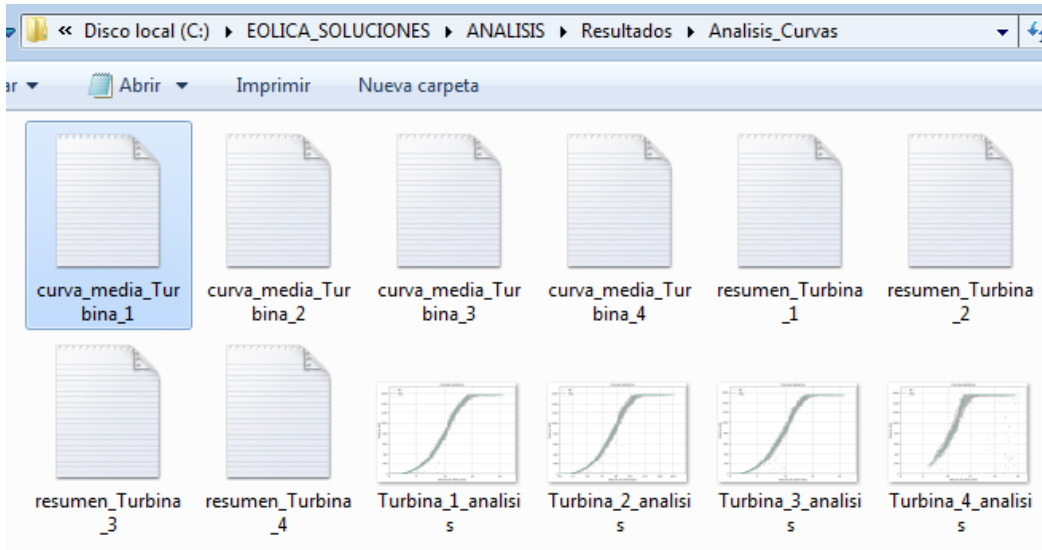 « Disco local (C:) ▸ EOLICA_SOLUCIONES ▸ ANALISIS ▸ Resultados ▸ Analisis_Curvas
ar Abrir Imprimir Nueva carpeta
curva_media_Tur
bina_1
curva_media_Tur
bina_2
curva_media_Tur
bina_3
curva_media_Tur
bina_4
resumen_Turbina
_1
resumen_Turbina
_2
resumen_Turbina
_3
resumen_Turbina
_4
Turbina_1_analisi
s
Turbina_2_analisi
s
Turbina_3_analisi
s
Turbina_4_analisi
s